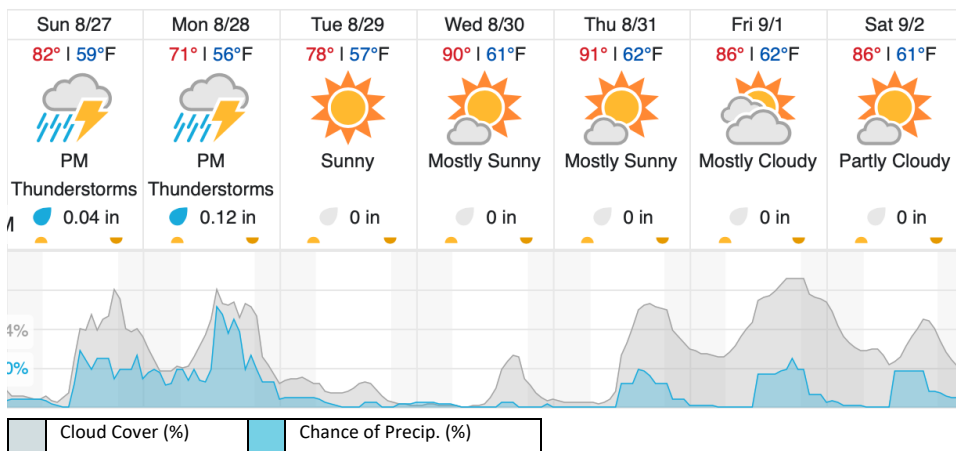 Sun 8/27 Mon 8/28 Tue 8/29 Wed 8/30 Thu 8/31 Fri 9/1 Sat 9/2
82° | 59°F 71° | 56°F 78° | 57°F 90° | 61°F 91° | 62°F 86° | 62°F 86° | 61°F
PM PM Sunny Mostly Sunny Mostly Sunny Mostly Cloudy Partly Cloudy
Thunderstorms Thunderstorms
0.04 in 0.12 in 0 in 0 in 0 in 0 in 0 in
4%
0%
Cloud Cover (%) Chance of Precip. (%)